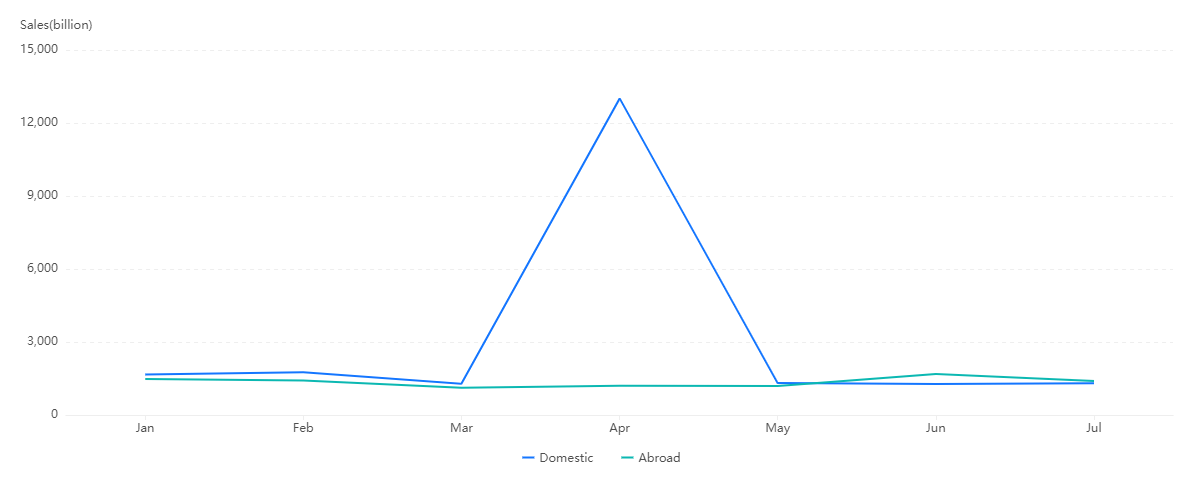 Sales(billion)
15,000
12,000
9,000
6,000
3,000
0
Jan Feb Mar Apr May Jun Jul
Domestic Abroad